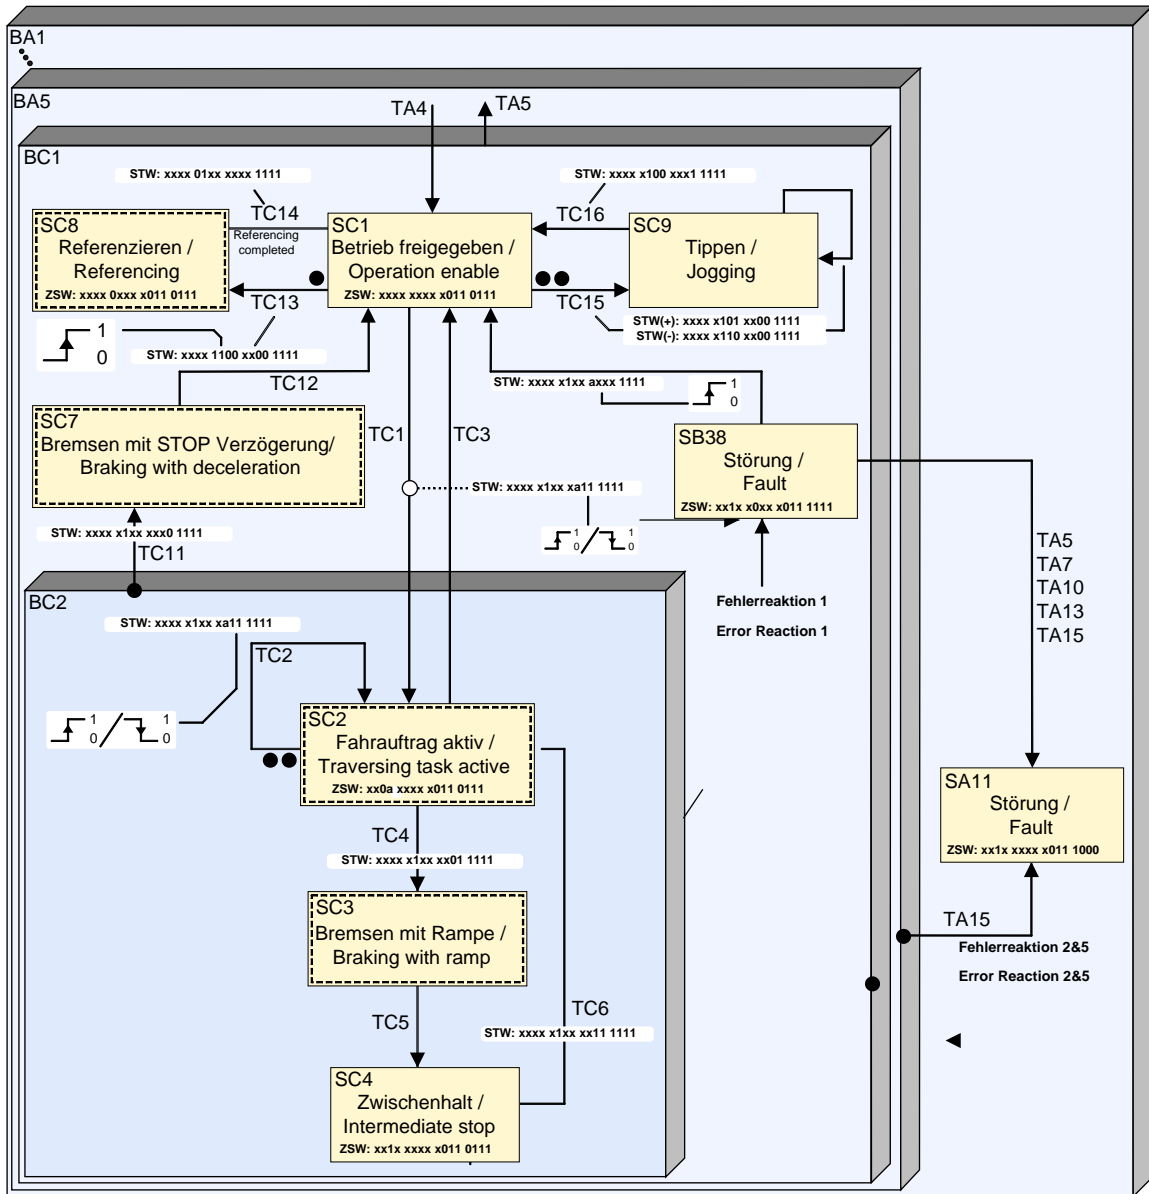 BA1
BA5
TA4
TA5
BC1
STW: xxxx 01xx xxxx 1111
STW: xxxx x100 xxx1 1111
TC14
TC16
SC8
Referenzieren /
Referencing
ZSW: xxxx 0xxx x011 0111
Referencing
completed
SC1
Betrieb freigegeben /
Operation enable
ZSW: xxxx xxxx x011 0111
SC9
Tippen /
Jogging
TC13
TC15
STW(+): xxxx x101 xx00 1111
STW(-): xxxx x110 xx00 1111
1
0
STW: xxxx 1100 xx00 1111
TC12
STW: xxxx x1xx axxx 1111
1
0
SC7
Bremsen mit STOP Verzögerung/
Braking with deceleration
TC1
TC3
SB38
Störung /
Fault
ZSW: xx1x x0xx x011 1111
STW: xxxx x1xx xa11 1111
STW: xxxx x1xx xxx0 1111
TC11
1
0
1
0
TA5
TA7
TA10
TA13
TA15
BC2
Fehlerreaktion 1
Error Reaction 1
STW: xxxx x1xx xa11 1111
TC2
1
0
1
0
SC2
Fahrauftrag aktiv /
Traversing task active
ZSW: xx0a xxxx x011 0111
SA11
Störung /
Fault
ZSW: xx1x xxxx x011 1000
TC4
STW: xxxx x1xx xx01 1111
SC3
Bremsen mit Rampe /
Braking with ramp
TA15
Fehlerreaktion 2&5
Error Reaction 2&5
TC5
TC6
STW: xxxx x1xx xx11 1111
SC4
Zwischenhalt /
Intermediate stop
ZSW: xx1x xxxx x011 0111